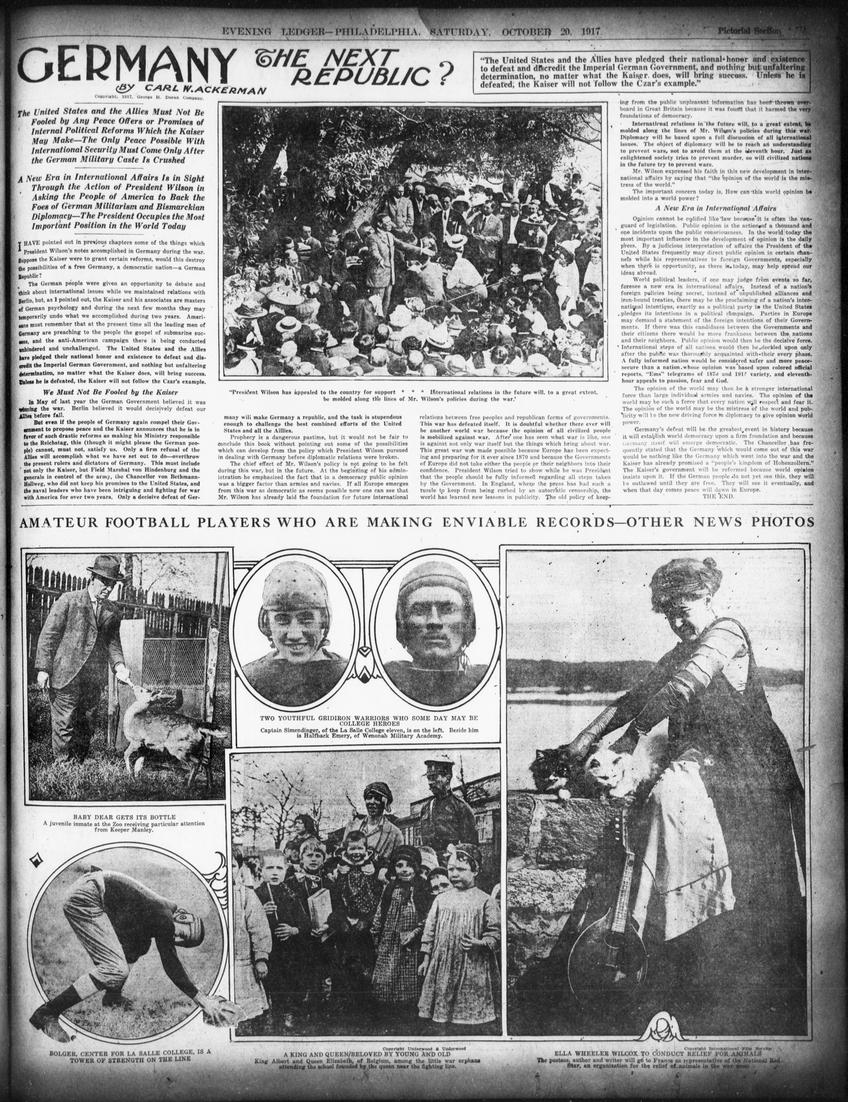 EVENING LEDGER—PHILADELPHIA, SATURDAY, OCTOBER 20, 1917
Pictorial Section
GERMANY THE NEXT
REPUBLIC?
BY CARL W. ACKERMAN
Copyright, 1917, George H. Doran Company.
"The United States and the Allies have pledged their national honor and existence
to defeat and discredit the Imperial German Government, and nothing but unfaltering
determination, no matter what the Kaiser does, will bring success. Unless he is
defeated, the Kaiser will not follow the Czar's example."
The United States and the Allies Must Not Be
Fooled by Any Peace Offers or Promises of
Internal Political Reforms Which the Kaiser
May Make—The Only Peace Possible With
International Security Must Come Only After
the German Military Caste Is Crushed
A New Era in International Affairs Is in Sight
Through the Action of President Wilson in
Asking the People of America to Back the
Foes of German Militarism and Bismarckian
Diplomacy—The President Occupies the Most
Important Position in the World Today
I HAVE pointed out in previous chapters some of the things which
President Wilson's notes accomplished in Germany during the war.
Suppose the Kaiser were to grant certain reforms, would this destroy
the possibilities of a free Germany, a democratic nation—a German
Republic?
The German people were given an opportunity to debate and
think about international issues while we maintained relations with
Berlin, but, as I pointed out, the Kaiser and his associates are masters
of German psychology and during the next few months they may
temporarily undo what we accomplished during two years. Ameri-
cans must remember that at the present time all the leading men of
Germany are preaching to the people the gospel of submarine suc-
cess, and the anti-American campaign there is being conducted
unhindered and unchallenged. The United States and the Allies
have pledged their national honor and existence to defeat and dis-
credit the Imperial German Government, and nothing but unfaltering
determination, no matter what the Kaiser does, will bring success.
Unless he is defeated, the Kaiser will not follow the Czar's example.
We Must Not Be Fooled by the Kaiser
In May of last year the German Government believed it was
winning the war. Berlin believed it would decisively defeat our
Allies before fall.
But even if the people of Germany again compel their Gov-
ernment to propose peace and the Kaiser announces that he is in
favor of such drastic reforms as making his Ministry responsible
to the Reichstag, this (though it might please the German peo-
ple) cannot, must not, satisfy us. Only a firm refusal of the
Allies will accomplish what we have set out to do—overthrow
the present rulers and dictators of Germany. This must include
not only the Kaiser, but Field Marshal von Hindenburg and the
generals in control of the army, the Chancellor von Bethmann-
Hollweg, who did not keep his promises to the United States, and
the naval leaders who have been intriguing and fighting for war
with America for over two years. Only a decisive defeat of Ger-
"President Wilson has appealed to the country for support * * * International relations in the future will, to a great extent,
be molded along the lines of Mr. Wilson's policies during the war."
many will make Germany a republic, and the task is stupendous
enough to challenge the best combined efforts of the United
States and all the Allies.
Prophecy is a dangerous pastime, but it would not be fair to
conclude this book without pointing out some of the possibilities
which can develop from the policy which President Wilson pursued
in dealing with Germany before diplomatic relations were broken.
The chief effect of Mr. Wilson's policy is not going to be felt
during this war, but in the future. At the beginning of his admin-
istration he emphasized the fact that in a democracy public opinion
was a bigger factor than armies and navies. If all Europe emerges
from this war as democratic as seems possible now one can see that
Mr. Wilson has already laid the foundation for future international
relations between free peoples and republican forms of governments.
This war has defeated itself. It is doubtful whether there ever will
be another world war because the opinion of all civilized people
is mobilized against war. After one has seen what war is like, one
is against not only war itself but the things which bring about war.
This great war was made possible because Europe has been expect-
ing and preparing for it ever since 1870 and because the Governments
of Europe did not take either the people or their neighbors into their
confidence. President Wilson tried to show while he was President
that the people should be fully informed regarding all steps taken
by the Government. In England, where the press has had such a
tussle to keep from being curbed by an autocratic censorship, the
world has learned new lessons in publicity. The old policy of keep-
ing from the public unpleasant information has been thrown over-
board in Great Britain because it was found that it harmed the very
foundations of democracy.
International relations in the future will, to a great extent, be
molded along the lines of Mr. Wilson's policies during this war.
Diplomacy will be based upon a full discussion of all international
issues. The object of diplomacy will be to reach an understanding
to prevent wars, not to avoid them at the eleventh hour. Just as
enlightened society tries to prevent murder, so will civilized nations
in the future try to prevent wars.
Mr. Wilson expressed his faith in this new development in inter-
national affairs by saying that "the opinion of the world is the mis-
tress of the world."
The important concern today is, How can this world opinion be
molded into a world power?
A New Era in International Affairs
Opinion cannot be codified like law because it is often the van-
guard of legislation. Public opinion is the action of a thousand and
one incidents upon the public consciousness. In the world today the
most important influence in the development of opinion is the daily
press. By a judicious interpretation of affairs the President of the
United States frequently may direct public opinion in certain chan-
nels while his representatives to foreign Governments, especially
when there is opportunity, as there is today, may help spread our
ideas abroad.
World political leaders, if one may judge from events so far,
foresee a new era in international affairs. Instead of a nation's
foreign policies being secret, instead of unpublished alliances and
iron-bound treaties, there may be the proclaiming of a nation's inter-
national intentions, exactly as a political party in the United States
pledges its intentions in a political campaign. Parties in Europe
may demand a statement of the foreign intentions of their Govern-
ments. If there was this candidness between the Governments and
their citizens there would be more frankness between the nations
and their neighbors. Public opinion would then be the decisive force.
International steps of all nations would then be decided upon only
after the public was thoroughly acquainted with their every phase.
A fully informed nation would be considered safer and more peace-
secure than a nation whose opinion was based upon colored official
reports, "Ems" telegrams of 1870 and 1914 variety, and eleventh-
hour appeals to passion, fear and God.
The opinion of the world may then be a stronger international
force than large individual armies and navies. The opinion of the
world may be such a force that every nation will respect and fear it.
The opinion of the world may be the mistress of the world and pub-
licity will be the new driving force in diplomacy to give opinion world
power.
Germany's defeat will be the greatest event in history because
it will establish world democracy upon a firm foundation and because
Germany itself will emerge democratic. The Chancellor has fre-
quently stated that the Germany which would come out of this war
would be nothing like the Germany which went into the war and the
Kaiser has already promised a "people's kingdom of Hohenzollern."
The Kaiser's government will be reformed because world opinion
insists upon it. If the German people do not yet see this, they will
be outlawed until they are free. They will see it eventually, and
when that day comes peace will dawn in Europe.
THE END.
AMATEUR FOOTBALL PLAYERS WHO ARE MAKING ENVIABLE RECORDS—OTHER NEWS PHOTOS
TWO YOUTHFUL GRIDIRON WARRIORS WHO SOME DAY MAY BE
COLLEGE HEROES
Captain Simendinger, of the La Salle College eleven, is on the left. Beside him
is Halfback Emery, of Wenonah Military Academy.
BABY DEAR GETS ITS BOTTLE
A juvenile inmate at the Zoo receiving particular attention
from Keeper Manley.
BOLGER, CENTER FOR LA SALLE COLLEGE, IS A
TOWER OF STRENGTH ON THE LINE
Copyright Underwood & Underwood
A KING AND QUEEN BELOVED BY YOUNG AND OLD
King Albert and Queen Elizabeth, of Belgium, among the little war orphans
attending the school founded by the queen near the fighting line.
Copyright International Film Service
ELLA WHEELER WILCOX TO CONDUCT RELIEF FOR ANIMALS
The poetess, author and writer will go to France as representative of the National Red
Star, an organization for the relief of animals in the war zone.